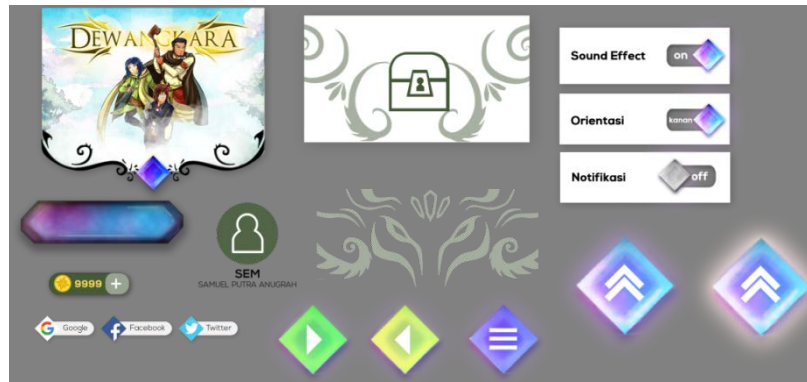 DEWANGKARA
Sound Effect
on
Orientasi
kanan
Notifikasi
off
SEM
SAMUEL PUTRA ANUGRAH
9999 +
Google
Facebook
Twitter